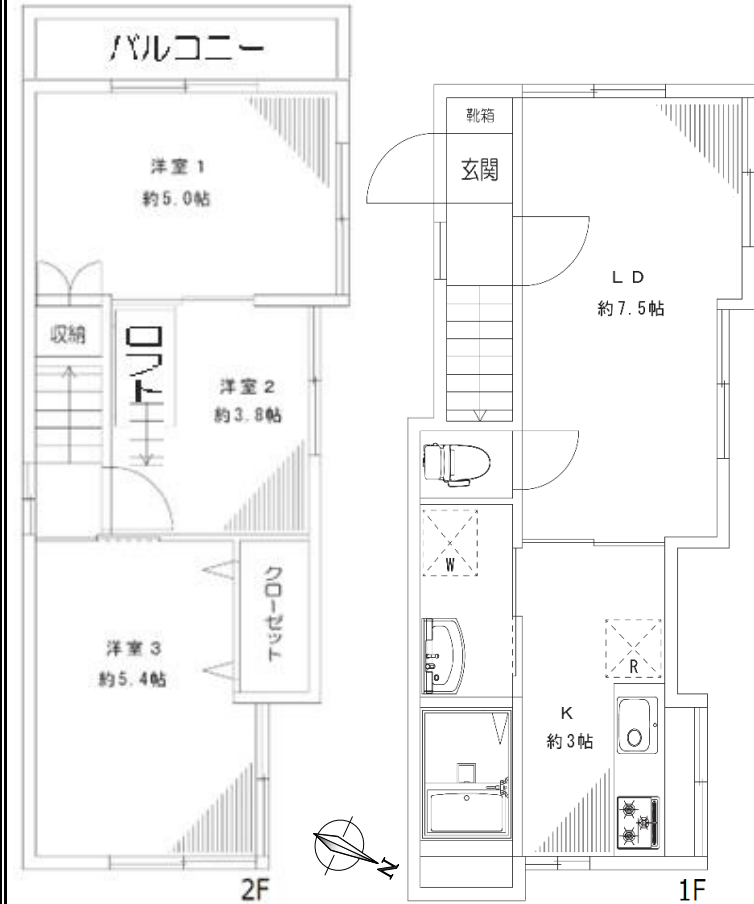 バルコニー
洋室1
約5.0帖
収納
ロフト
洋室2
約3.8帖
洋室3
約5.4帖
クローゼット
2F
N
靴箱
玄関
LD
約7.5帖
W
R
K
約3帖
1F